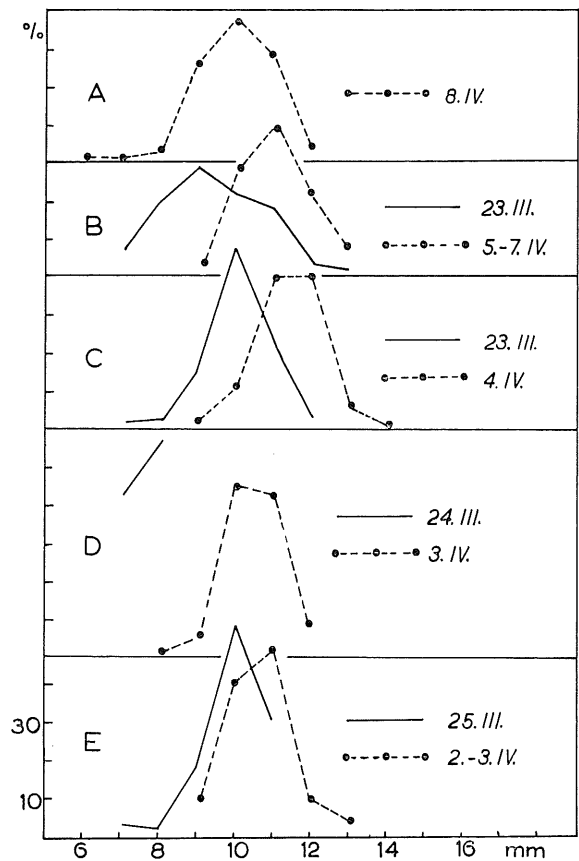 %
A
8. IV.
B
23. III.
5.-7. IV.
C
23. III.
4. IV.
D
24. III.
3. IV.
30
E
25. III.
2.-3. IV.
10
6 8 10 12 14 16 mm